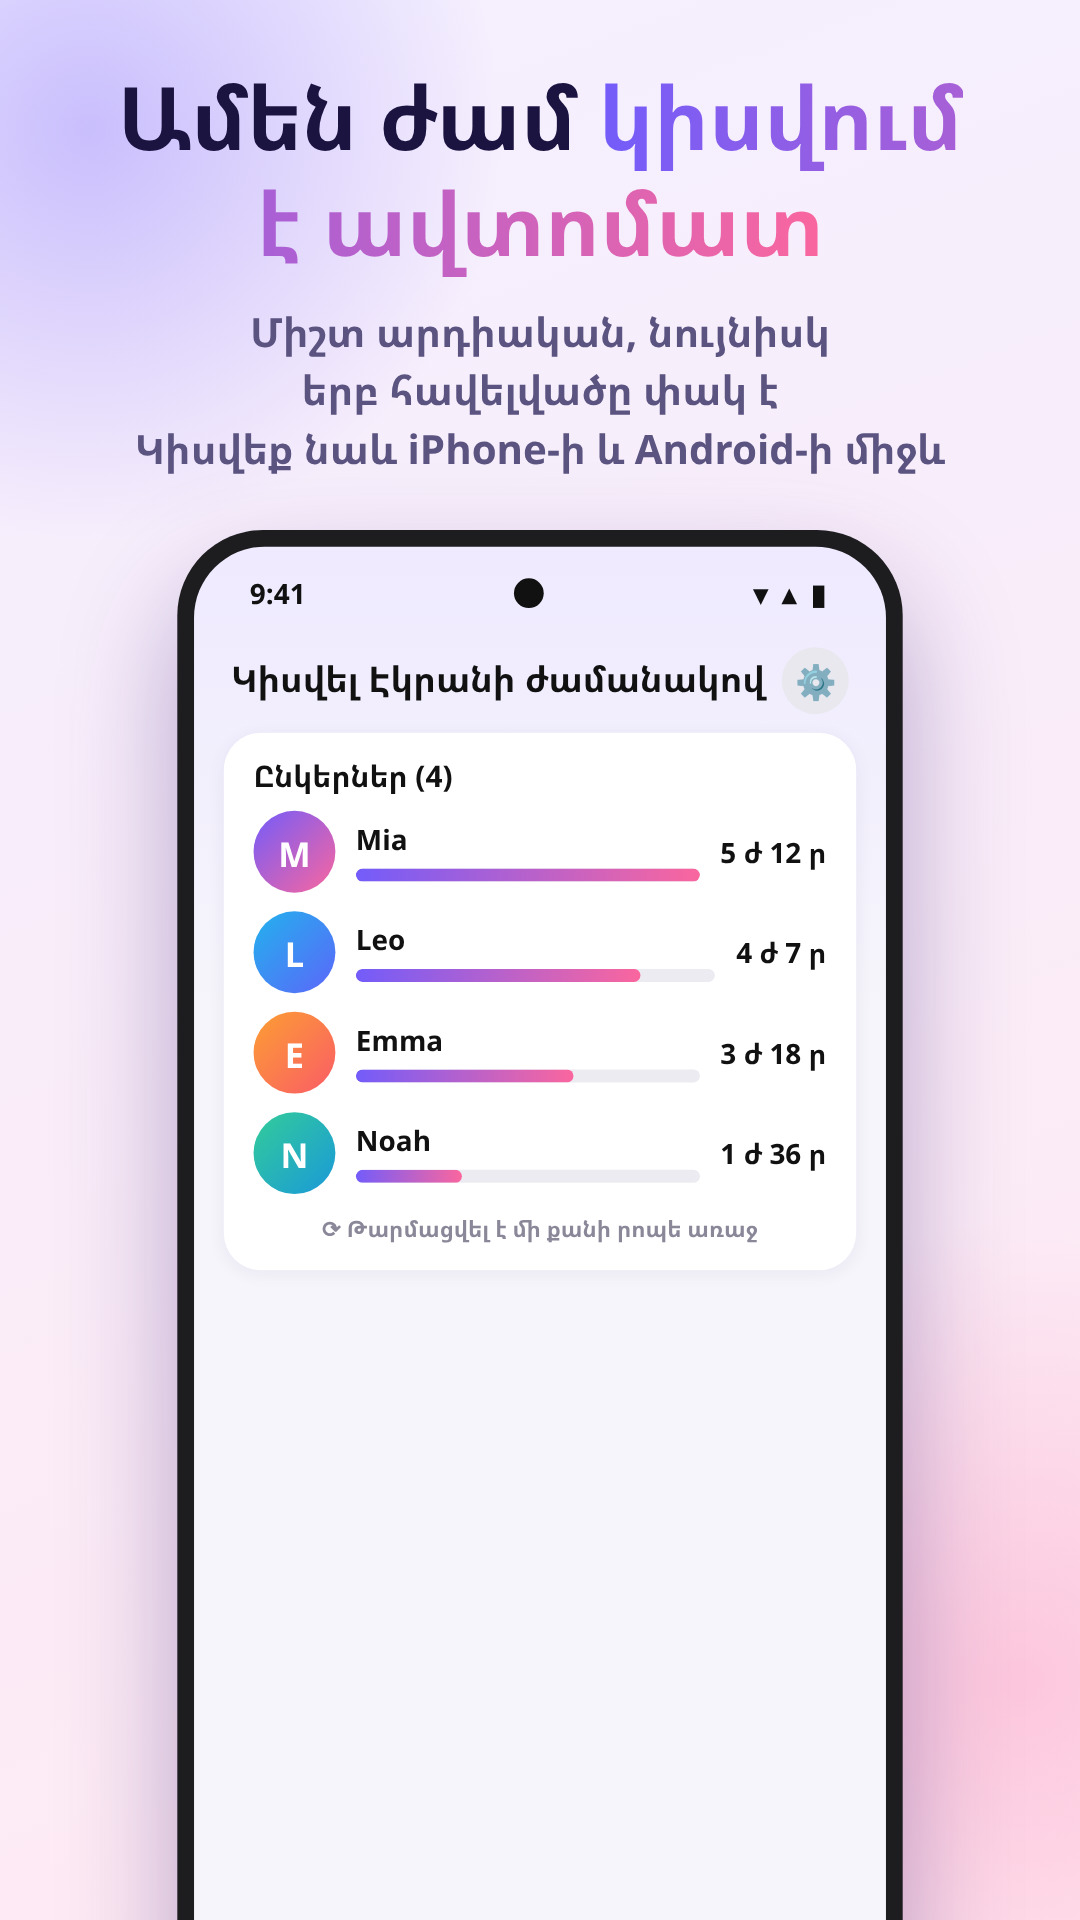 Ամեն ժամ կիսվում
է ավտոմատ
Միշտ արդիական, նույնիսկ
երբ հավելվածը փակ է
Կիսվեք նաև iPhone-ի և Android-ի միջև
9:41
Կիսվել Էկրանի ժամանակով
Ընկերներ (4)
M
Mia
5 ժ 12 ր
L
Leo
4 ժ 7 ր
E
Emma
3 ժ 18 ր
N
Noah
1 ժ 36 ր
⟳ Թարմացվել է մի քանի րոպե առաջ